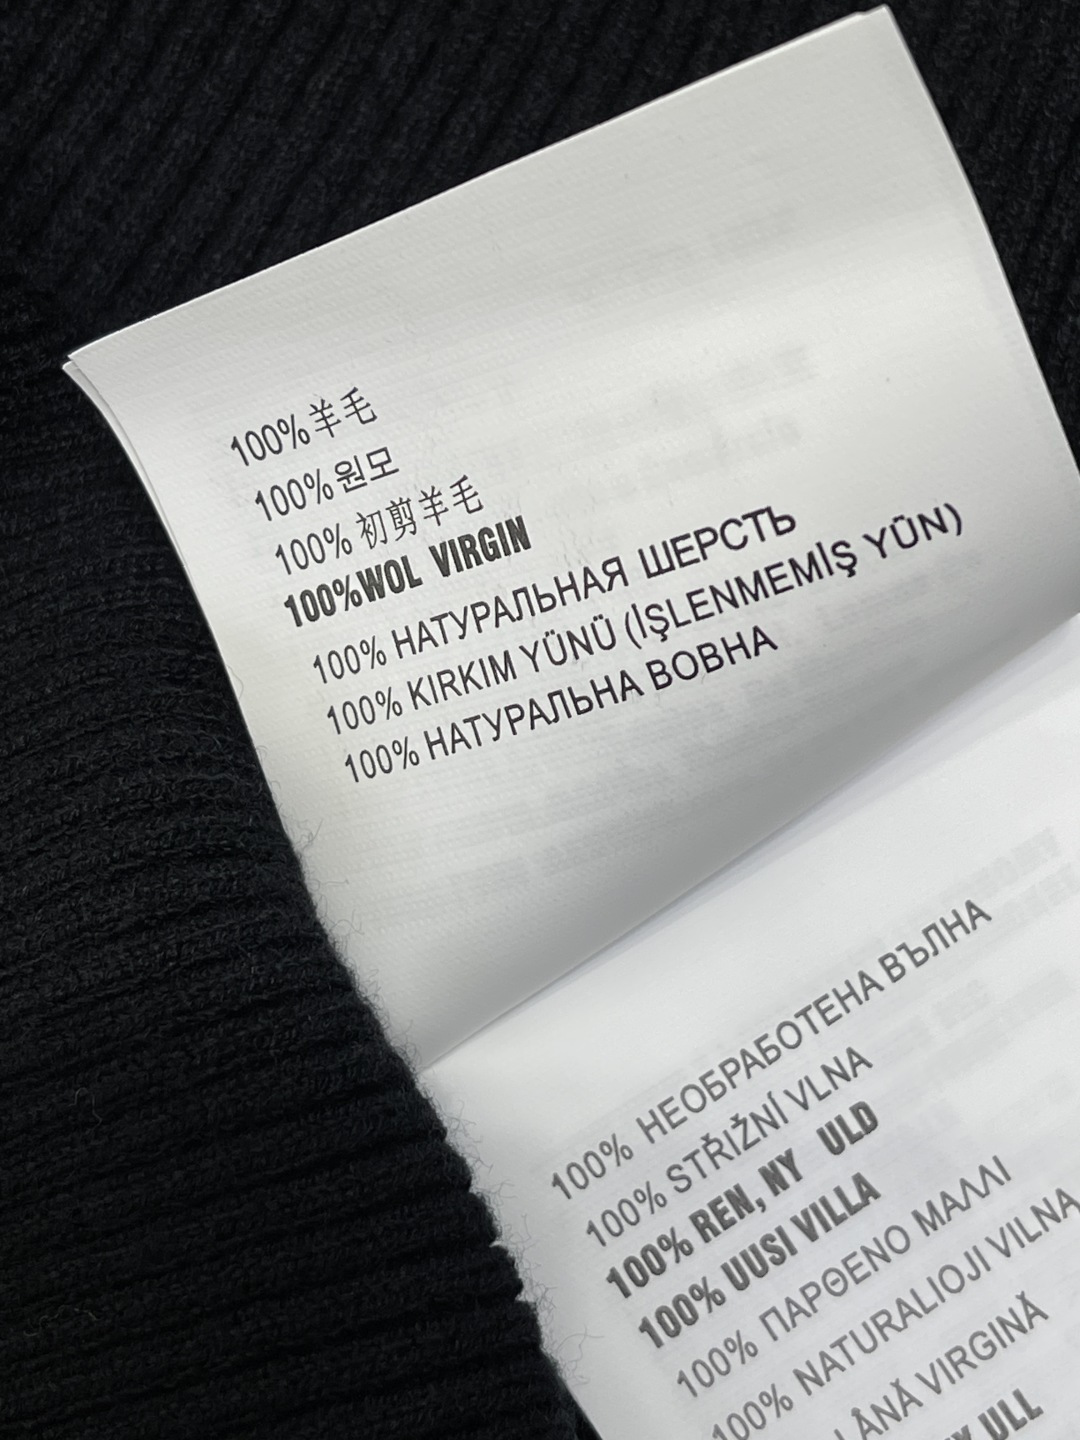 100%羊毛
100%원모
100% 初剪羊毛
100%WOL VIRGIN
100% НАТУРАЛЬНАЯ ШЕРСТЬ
100% KIRKIM YÜNÜ (İŞLENMEMİŞ YÜN)
100% НАТУРАЛЬНА ВОВНА
100% НЕОБРАБОТЕНА ВЪЛНА
100% STŘIŽNÍ VLNA
100% REN, NY ULD
100% UUSI VILLA
100% ΠΑΡΘΕΝΟ ΜΑΛΛΙ
100% NATURALIOJI VILNA
LÂNĂ VIRGINĂ
ULL